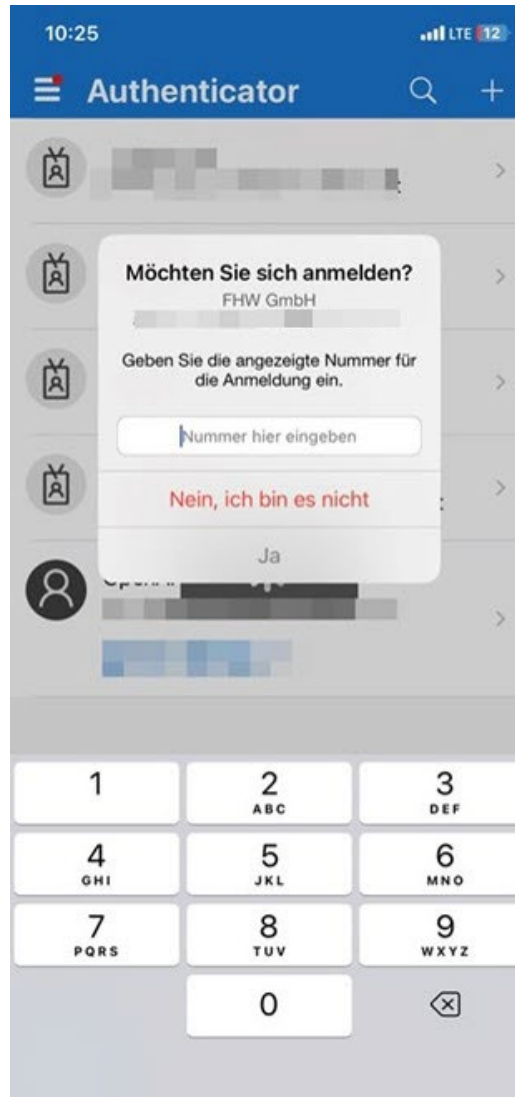 10:25
LTE 12
Authenticator
Möchten Sie sich anmelden?
FHW GmbH
Geben Sie die angezeigte Nummer für
die Anmeldung ein.
Nummer hier eingeben
Nein, ich bin es nicht
Ja
1
2
ABC
3
DEF
4
GHI
5
JKL
6
MNO
7
PQRS
8
TUV
9
WXYZ
0